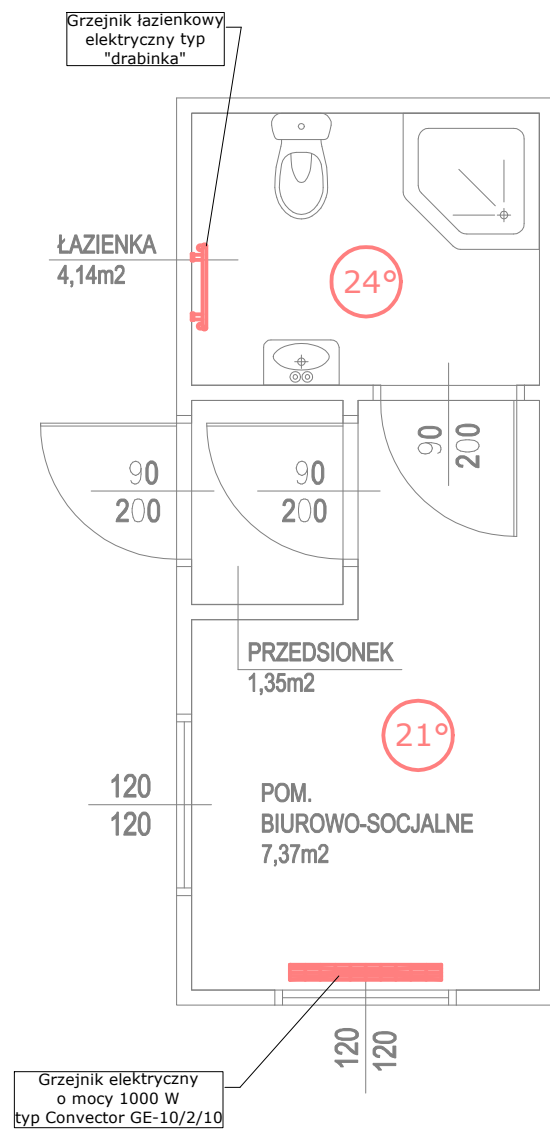 Grzejnik łazienkowy
elektryczny typ
"drabinka"
ŁAZIENKA
4,14m2
24°
90
200
90
200
90
200
PRZEDSIONEK
1,35m2
21°
120
120
POM.
BIUROWO-SOCJALNE
7,37m2
120
120
Grzejnik elektryczny
o mocy 1000 W
typ Convector GE-10/2/10